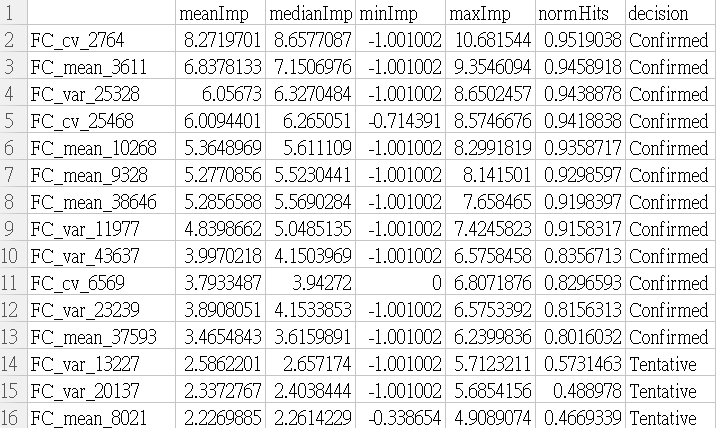 1 meanImp medianImp minImp maxImp normHits decision
2 FC_cv_2764 8.2719701 8.6577087 -1.001002 10.681544 0.9519038 Confirmed
3 FC_mean_3611 6.8378133 7.1506976 -1.001002 9.3546094 0.9458918 Confirmed
4 FC_var_25328 6.05673 6.3270484 -1.001002 8.6502457 0.9438878 Confirmed
5 FC_cv_25468 6.0094401 6.265051 -0.714391 8.5746676 0.9418838 Confirmed
6 FC_mean_10268 5.3648969 5.611109 -1.001002 8.2991819 0.9358717 Confirmed
7 FC_mean_9328 5.2770856 5.5230441 -1.001002 8.141501 0.9298597 Confirmed
8 FC_mean_38646 5.2856588 5.5690284 -1.001002 7.658465 0.9198397 Confirmed
9 FC_var_11977 4.8398662 5.0485135 -1.001002 7.4245823 0.9158317 Confirmed
10 FC_var_43637 3.9970218 4.1503969 -1.001002 6.5758458 0.8356713 Confirmed
11 FC_cv_6569 3.7933487 3.94272 0 6.8071876 0.8296593 Confirmed
12 FC_var_23239 3.8908051 4.1533853 -1.001002 6.5753392 0.8156313 Confirmed
13 FC_mean_37593 3.4654843 3.6159891 -1.001002 6.2399836 0.8016032 Confirmed
14 FC_var_13227 2.5862201 2.657174 -1.001002 5.7123211 0.5731463 Tentative
15 FC_var_20137 2.3372767 2.4038444 -1.001002 5.6854156 0.488978 Tentative
16 FC_mean_8021 2.2269885 2.2614229 -0.338654 4.9089074 0.4669339 Tentative